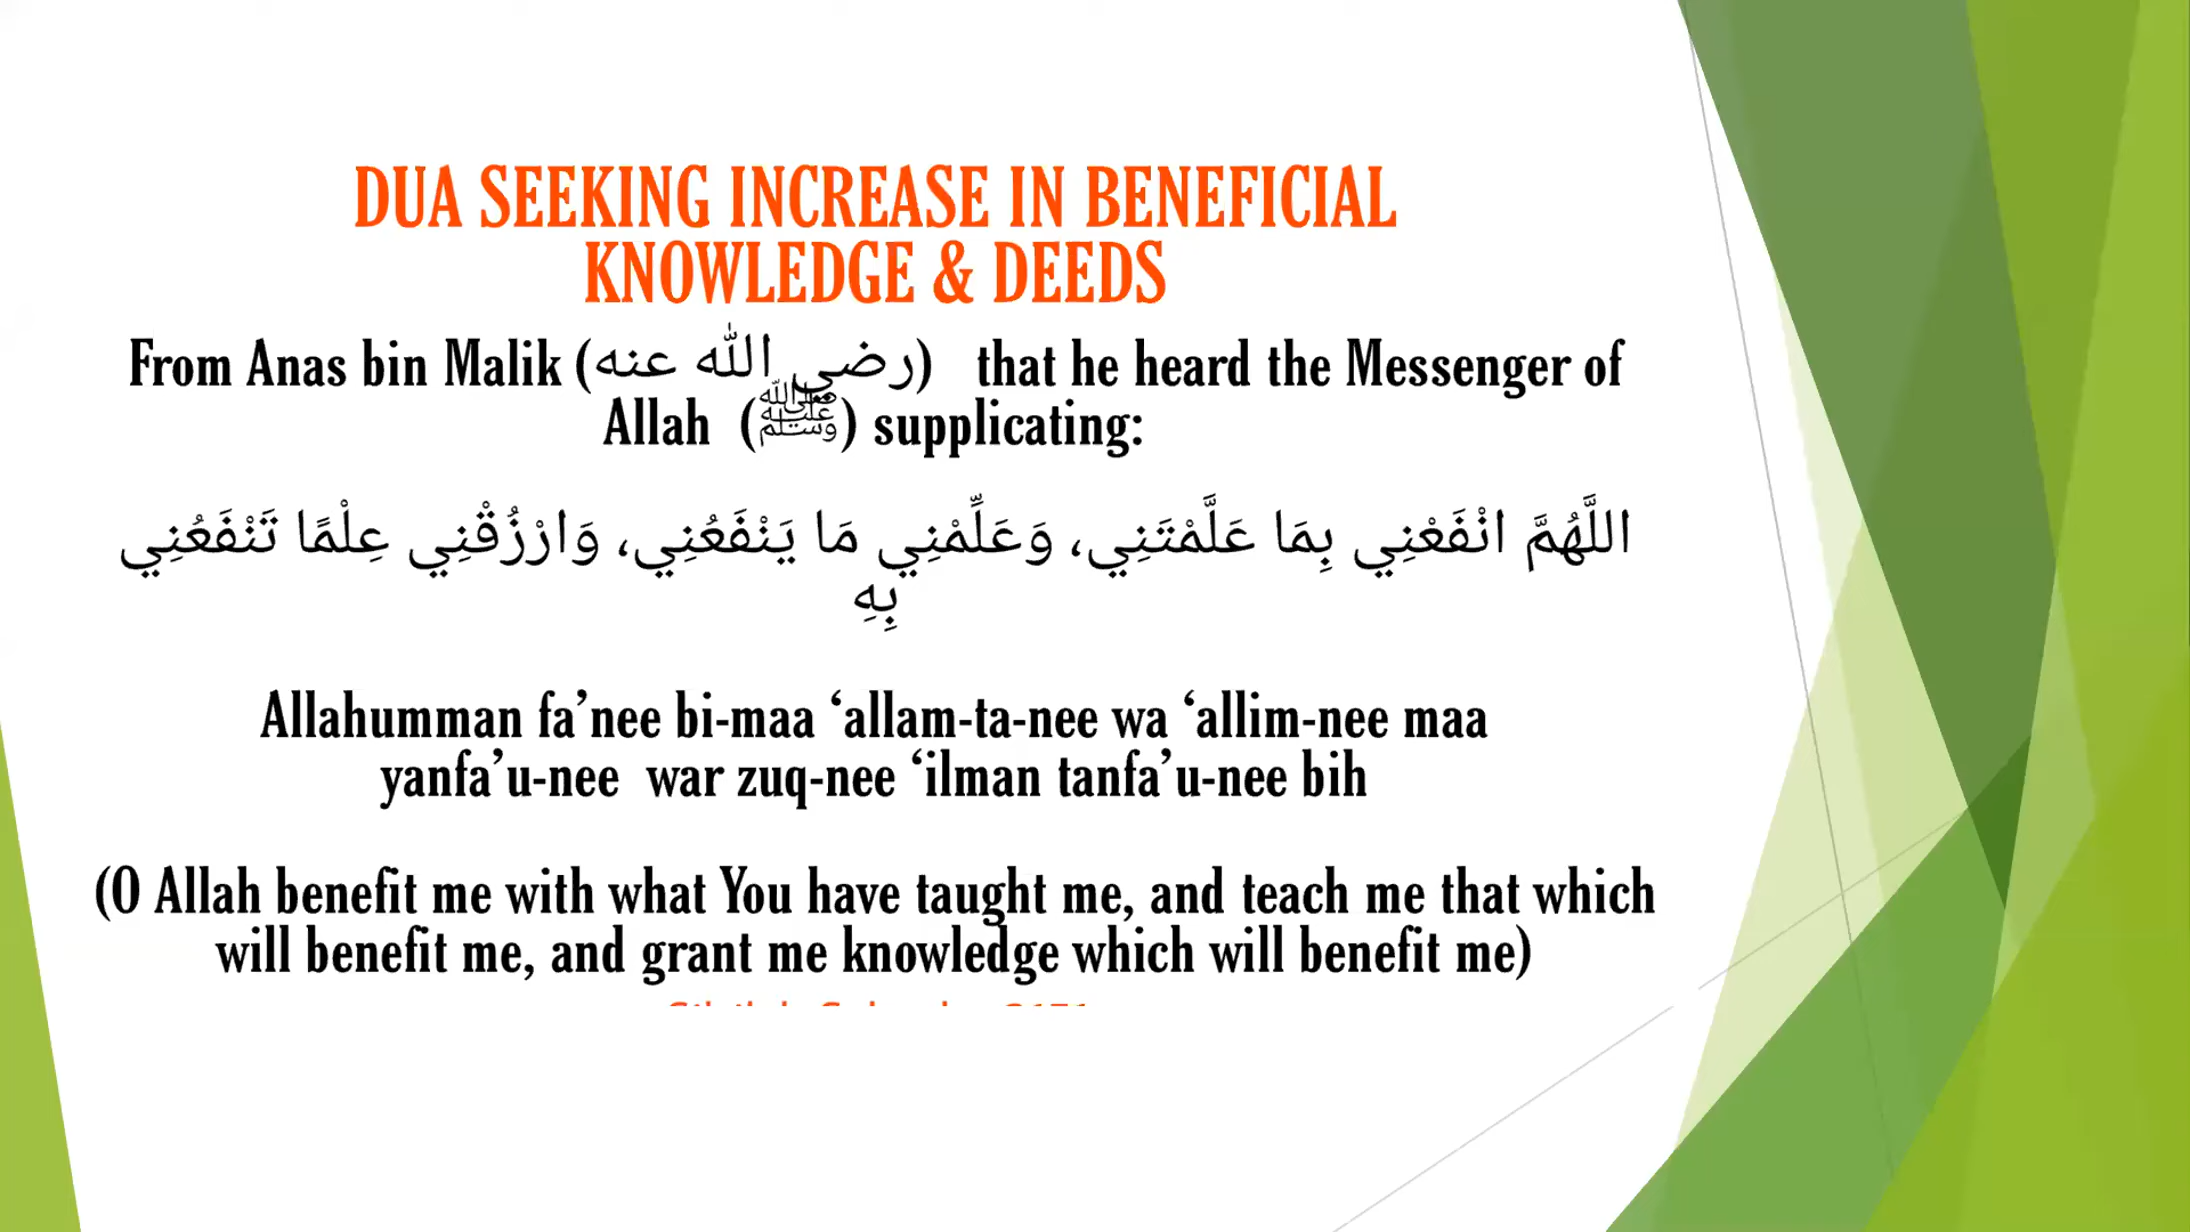 DUA SEEKING INCREASE IN BENEFICIAL
KNOWLEDGE & DEEDS
From Anas bin Malik (رضي الله عنه) that he heard the Messenger of
Allah (ﷺ) supplicating:
اللَّهُمَّ انْفَعْنِي بِمَا عَلَّمْتَنِي، وَعَلِّمْنِي مَا يَنْفَعُنِي، وَارْزُقْنِي عِلْمًا تَنْفَعُنِي
بِهِ
Allahumman fa’nee bi-maa ‘allam-ta-nee wa ‘allim-nee maa
yanfa’u-nee war zuq-nee ‘ilman tanfa’u-nee bih
(O Allah benefit me with what You have taught me, and teach me that which
will benefit me, and grant me knowledge which will benefit me)